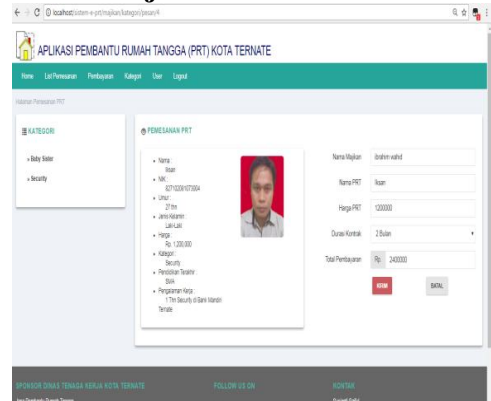 localhost/sistem-e-prt/majikan/kategori/pesan/4
APLIKASI PEMBANTU RUMAH TANGGA (PRT) KOTA TERNATE
Home List Pemesanan Pembayaran Kategori User Logout
Halaman Pemesanan PRT
KATEGORI
» Baby Sister
» Security
PEMESANAN PRT
Nama :
Iksan
NIK :
Umur :
27 thn
Jenis Kelamin :
Laki-Laki
Harga :
Rp. 1,200,000
Kategori :
Security
Pendidikan Terakhir :
SMA
Pengalaman Kerja :
1 Thn Security di Bank Mandiri
Ternate
Nama Majikan ibrahim wahid
Nama PRT Iksan
Harga PRT 1200000
Durasi Kontrak 2 Bulan
Total Pembayaran Rp. 2400000
KIRIM BATAL
SPONSOR DINAS TENAGA KERJA KOTA TERNATE
FOLLOW US ON
KONTAK